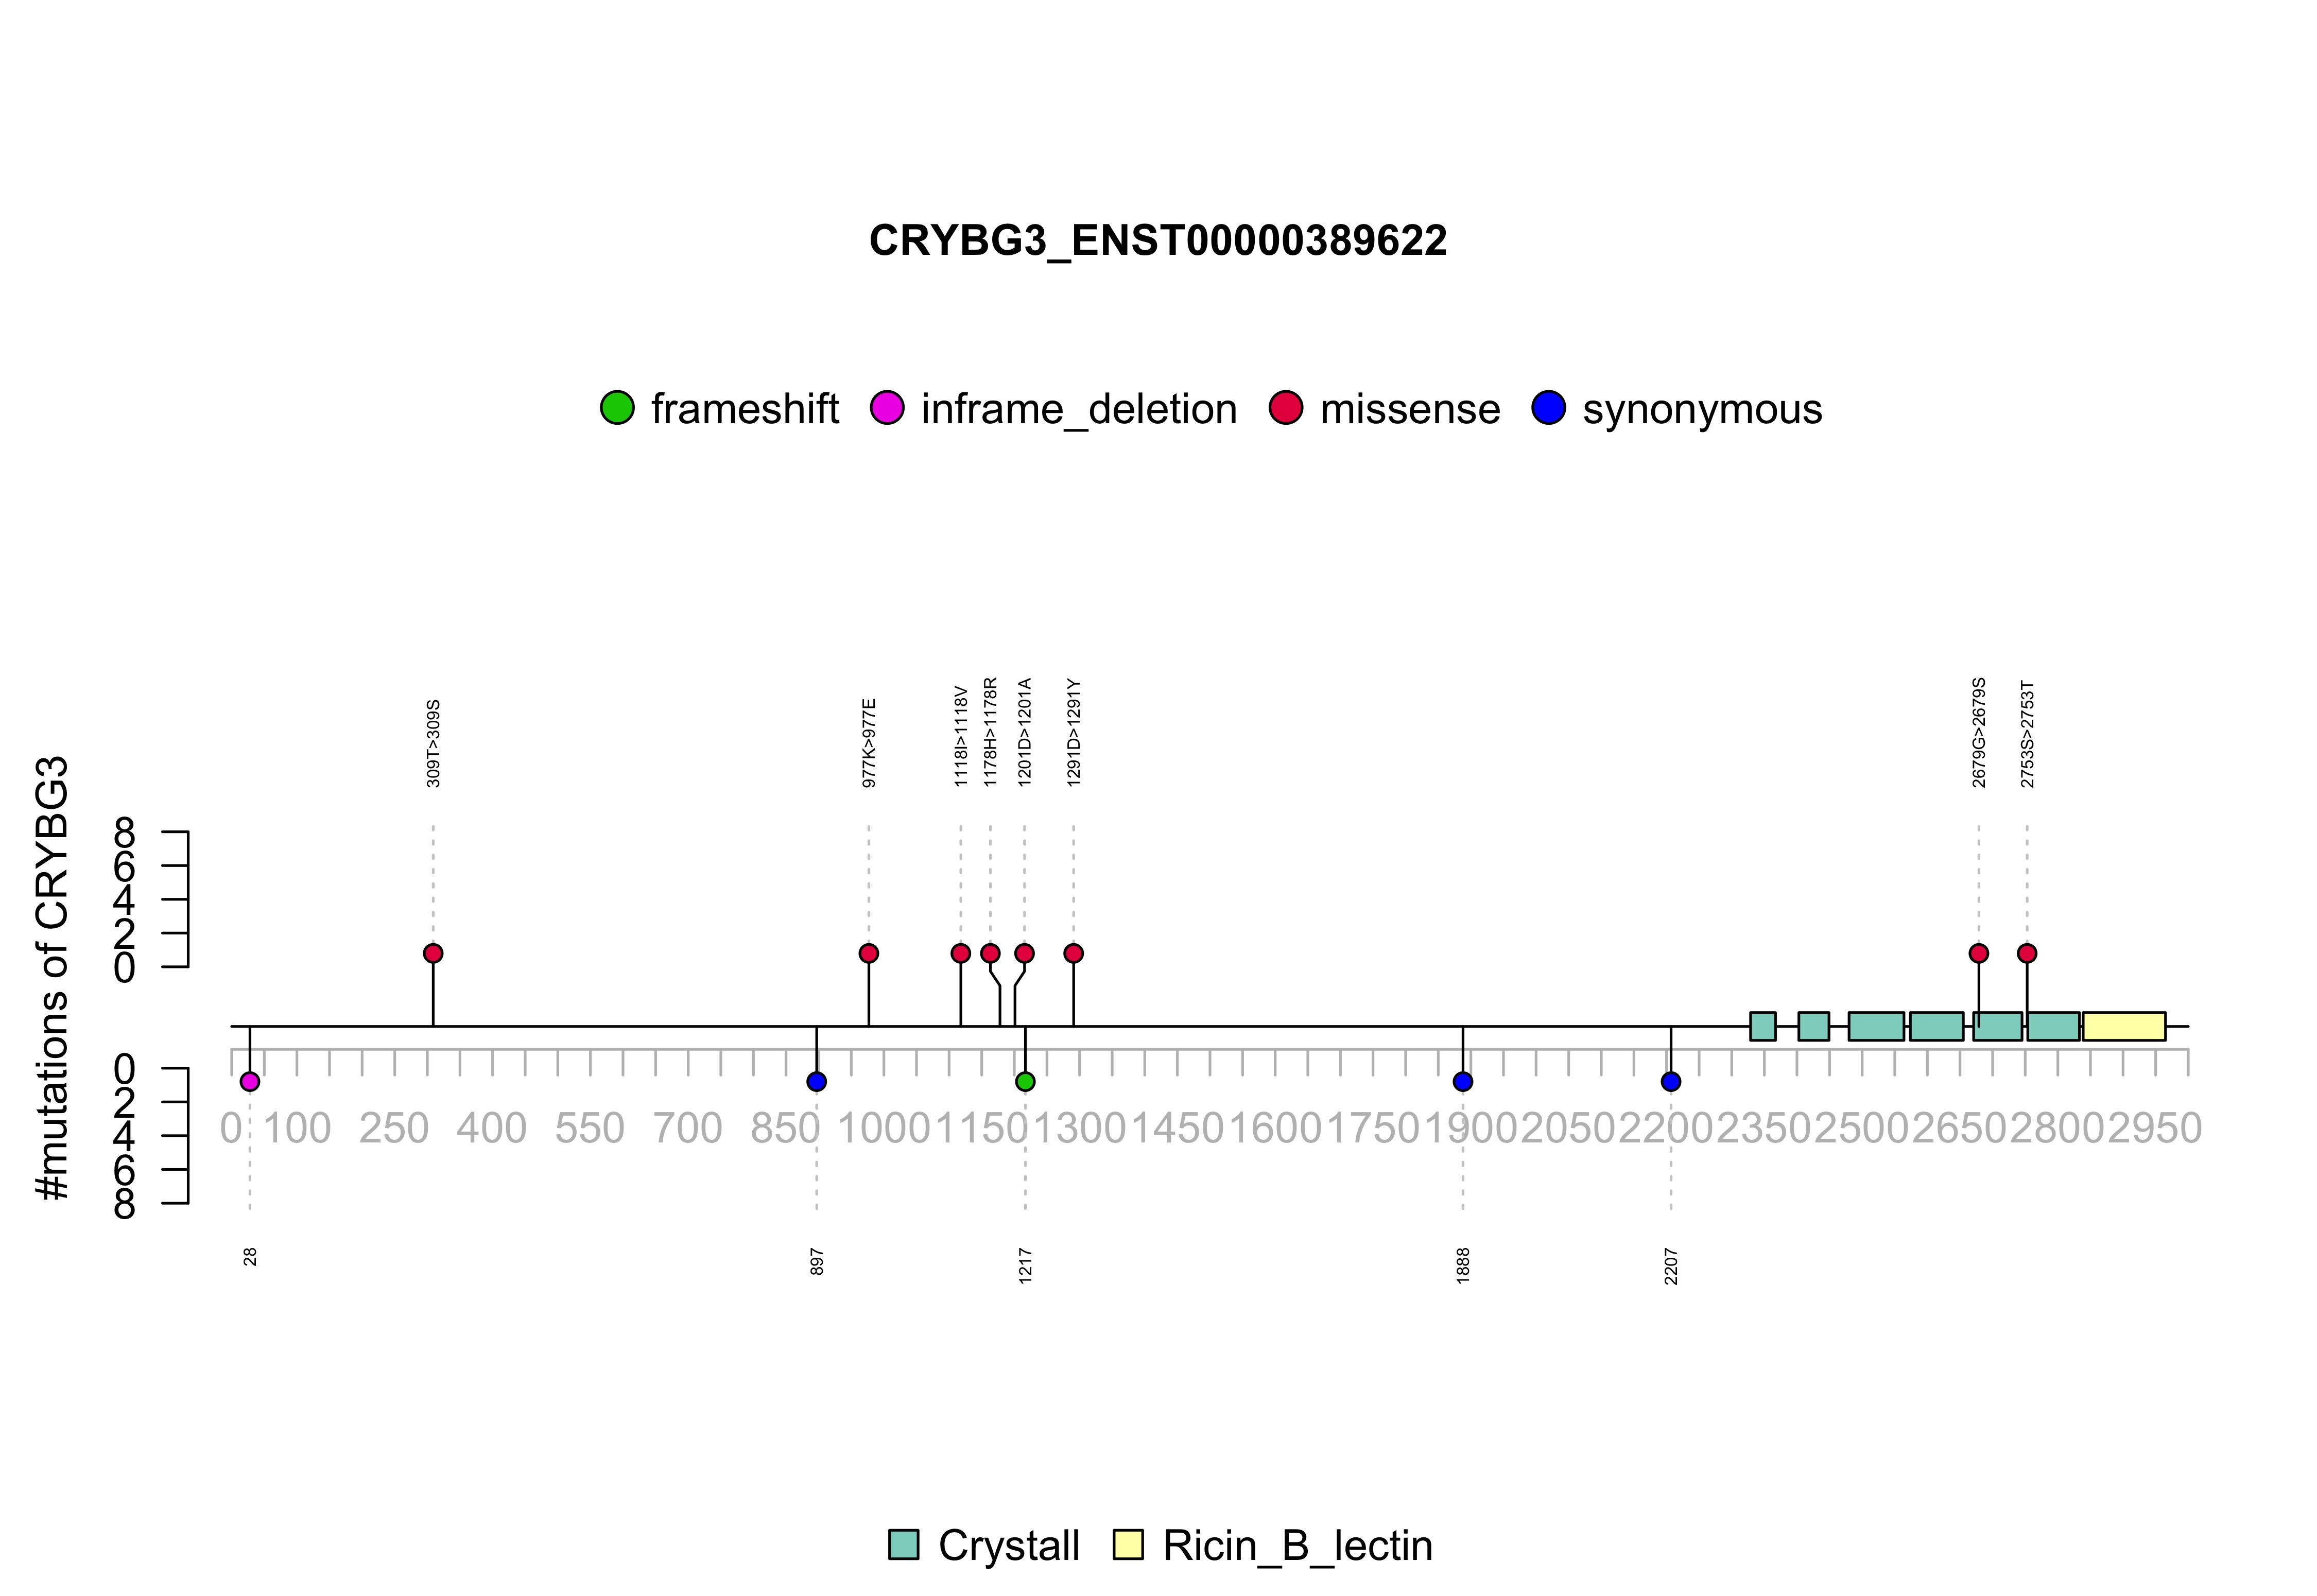 CRYBG3_ENST00000389622
frameshift inframe_deletion missense synonymous
309T>309S 977K>977E 1118I>1118V 1178H>1178R 1201D>1201A 1291D>1291Y 2679G>2679S 2753S>2753T
#mutations of CRYBG3
8
6
4
2
0
0
2
4
6
8
0 100 250 400 550 700 850 1000 1150 1300 1450 1600 1750 1900 2050 2200 2350 2500 2650 2800 2950
28 897 1217 1888 2207
Crystall Ricin_B_lectin